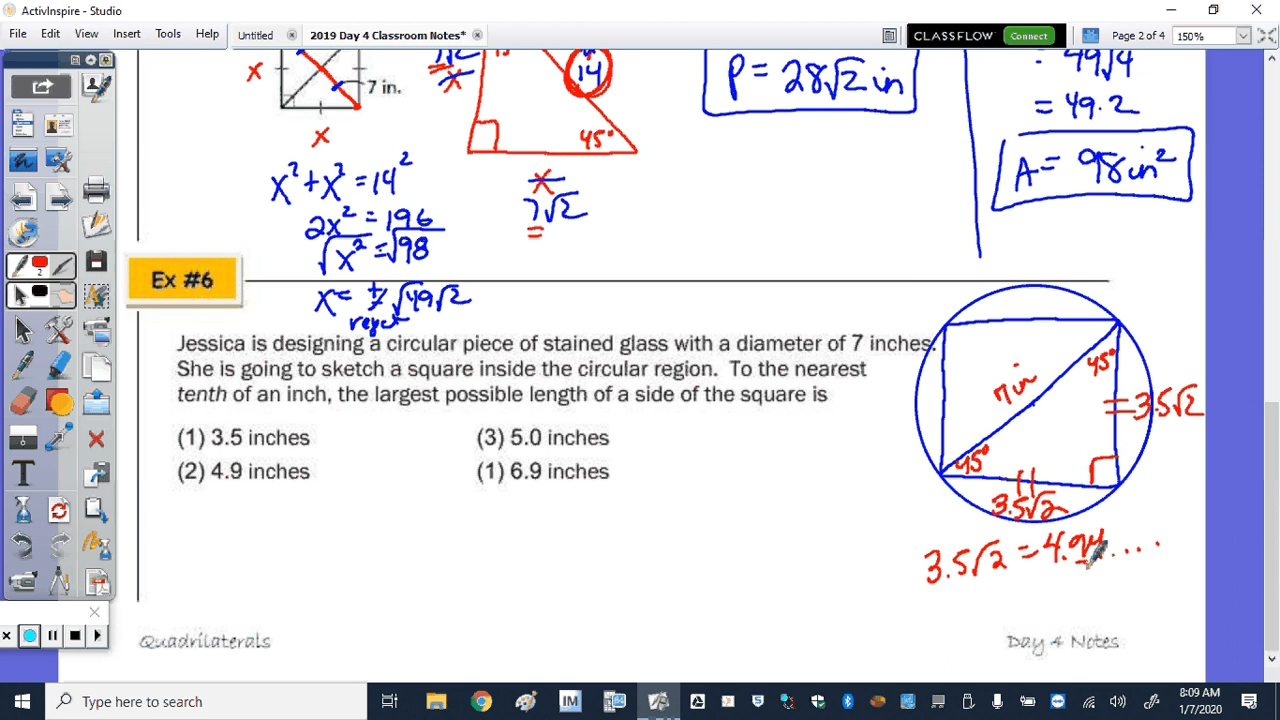 ActivInspire - Studio
File Edit View Insert Tools Help
Untitled
2019 Day 4 Classroom Notes*
CLASSFLOW Connect
Page 2 of 4
150%
x
7 in.
x
x
14
45°
x
7√2
P = 28√2 in
49√4
= 49.2
A = 98 in²
x² + x² = 14²
2x² = 196
√x² = √98
x = ± √49√2
reject
Ex #6
Jessica is designing a circular piece of stained glass with a diameter of 7 inches.
She is going to sketch a square inside the circular region. To the nearest
tenth of an inch, the largest possible length of a side of the square is
(1) 3.5 inches
(3) 5.0 inches
(2) 4.9 inches
(1) 6.9 inches
7 in
45°
3.5√2
45°
3.5√2
3.5√2 = 4.94....
Quadrilaterals
Day 4 Notes
Type here to search
8:09 AM
1/7/2020